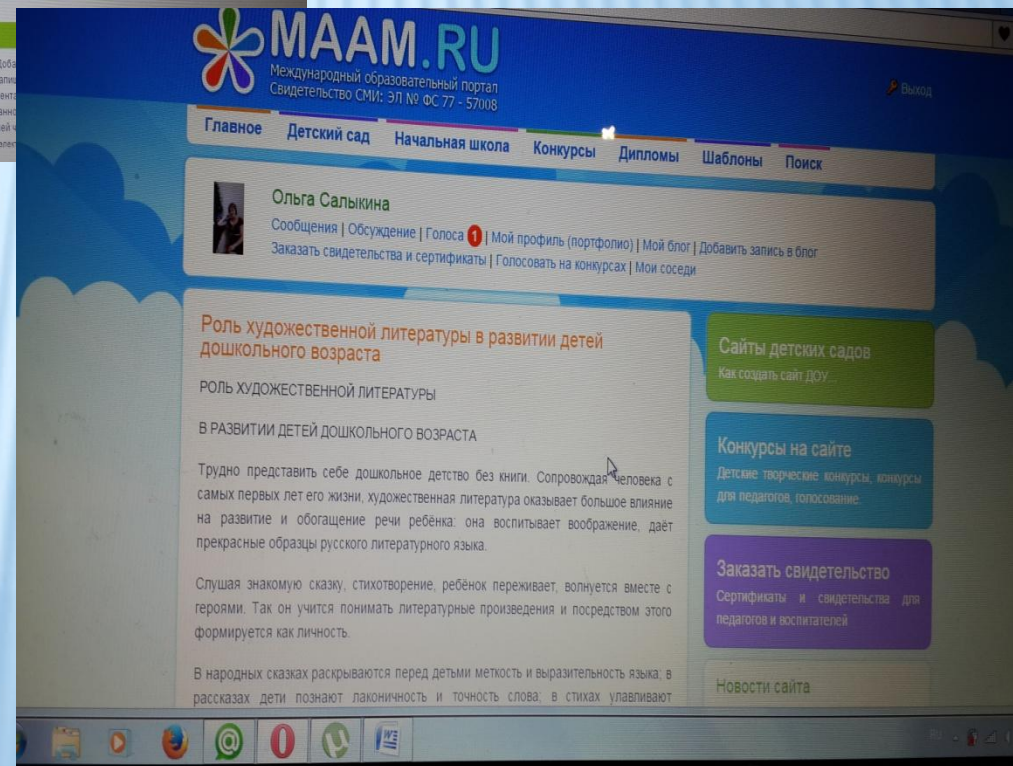 MAAM.RU
Международный образовательный портал
Свидетельство СМИ: ЭЛ № ФС 77 - 57008
Выход
Главное Детский сад Начальная школа Конкурсы Дипломы Шаблоны Поиск
Ольга Салыкина
Сообщения | Обсуждение | Голоса 1 | Мой профиль (портфолио) | Мой блог | Добавить запись в блог
Заказать свидетельства и сертификаты | Голосовать на конкурсах | Мои соседи
Роль художественной литературы в развитии детей
дошкольного возраста
РОЛЬ ХУДОЖЕСТВЕННОЙ ЛИТЕРАТУРЫ
В РАЗВИТИИ ДЕТЕЙ ДОШКОЛЬНОГО ВОЗРАСТА
Трудно представить себе дошкольное детство без книги. Сопровождая человека с
самых первых лет его жизни, художественная литература оказывает большое влияние
на развитие и обогащение речи ребёнка: она воспитывает воображение, даёт
прекрасные образцы русского литературного языка.
Слушая знакомую сказку, стихотворение, ребёнок переживает, волнуется вместе с
героями. Так он учится понимать литературные произведения и посредством этого
формируется как личность.
В народных сказках раскрываются перед детьми меткость и выразительность языка; в
рассказах дети познают лаконичность и точность слова; в стихах улавливают
Сайты детских садов
Как создать сайт ДОУ...
Конкурсы на сайте
Детские творческие конкурсы, конкурсы
для педагогов, голосование.
Заказать свидетельство
Сертификаты и свидетельства для
педагогов и воспитателей
Новости сайта
RU